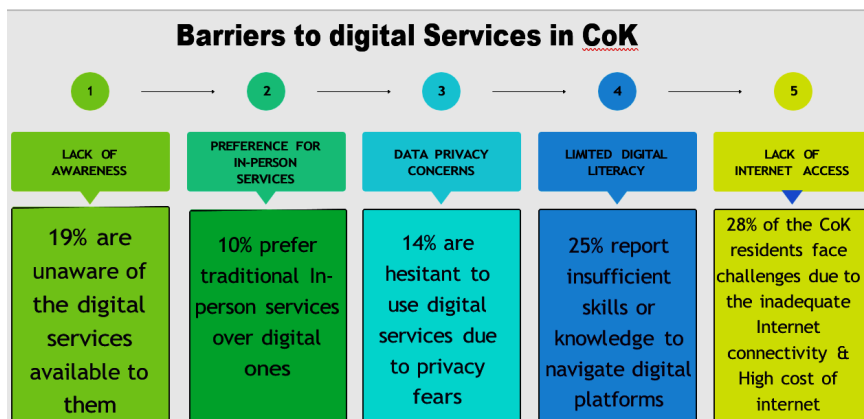 Barriers to digital Services in CoK
1
2
3
4
5
LACK OF
AWARENESS
PREFERENCE FOR
IN-PERSON
SERVICES
DATA PRIVACY
CONCERNS
LIMITED DIGITAL
LITERACY
LACK OF
INTERNET ACCESS
19% are
unaware of
the digital
services
available to
them
10% prefer
traditional In-
person services
over digital
ones
14% are
hesitant to
use digital
services due
to privacy
fears
25% report
insufficient
skills or
knowledge to
navigate digital
platforms
28% of the CoK
residents face
challenges due to
the inadequate
Internet
connectivity &
High cost of
internet